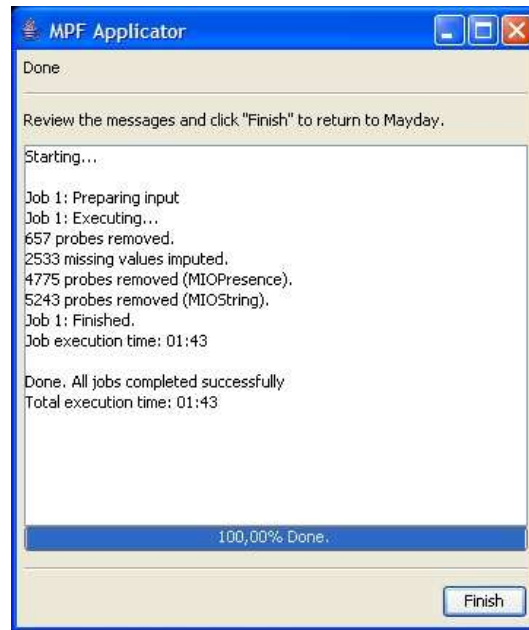 MPF Applicator
Done
Review the messages and click "Finish" to return to Mayday.
Starting...
Job 1: Preparing input
Job 1: Executing...
657 probes removed.
2533 missing values imputed.
4775 probes removed (MIOPresence).
5243 probes removed (MIOString).
Job 1: Finished.
Job execution time: 01:43
Done. All jobs completed successfully
Total execution time: 01:43
100,00% Done.
Finish